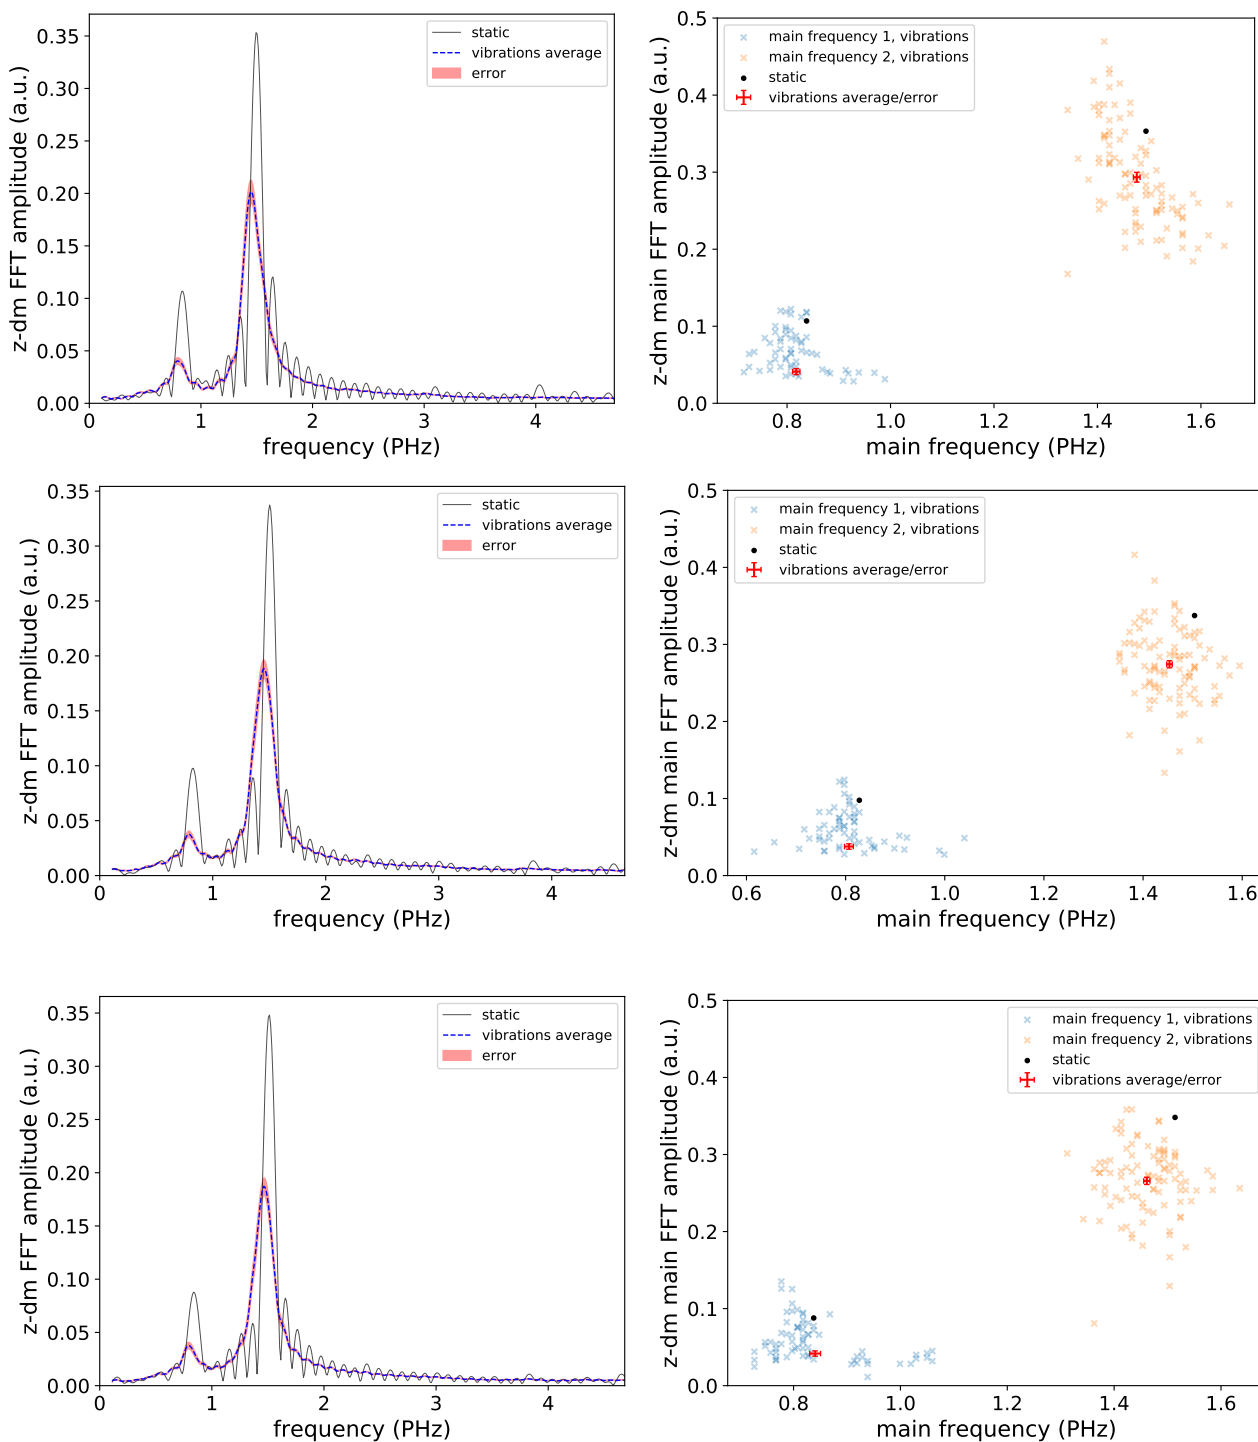 z-dm FFT amplitude (a.u.)
0.35
0.30
0.25
0.20
0.15
0.10
0.05
0.00
0 1 2 3 4
frequency (PHz)
static
vibrations average
error
z-dm main FFT amplitude (a.u.)
0.5
0.4
0.3
0.2
0.1
0.0
0.8 1.0 1.2 1.4 1.6
main frequency (PHz)
main frequency 1, vibrations
main frequency 2, vibrations
static
vibrations average/error
z-dm FFT amplitude (a.u.)
0.35
0.30
0.25
0.20
0.15
0.10
0.05
0.00
0 1 2 3 4
frequency (PHz)
static
vibrations average
error
z-dm main FFT amplitude (a.u.)
0.5
0.4
0.3
0.2
0.1
0.0
0.6 0.8 1.0 1.2 1.4 1.6
main frequency (PHz)
main frequency 1, vibrations
main frequency 2, vibrations
static
vibrations average/error
z-dm FFT amplitude (a.u.)
0.35
0.30
0.25
0.20
0.15
0.10
0.05
0.00
0 1 2 3 4
frequency (PHz)
static
vibrations average
error
z-dm main FFT amplitude (a.u.)
0.5
0.4
0.3
0.2
0.1
0.0
0.8 1.0 1.2 1.4 1.6
main frequency (PHz)
main frequency 1, vibrations
main frequency 2, vibrations
static
vibrations average/error